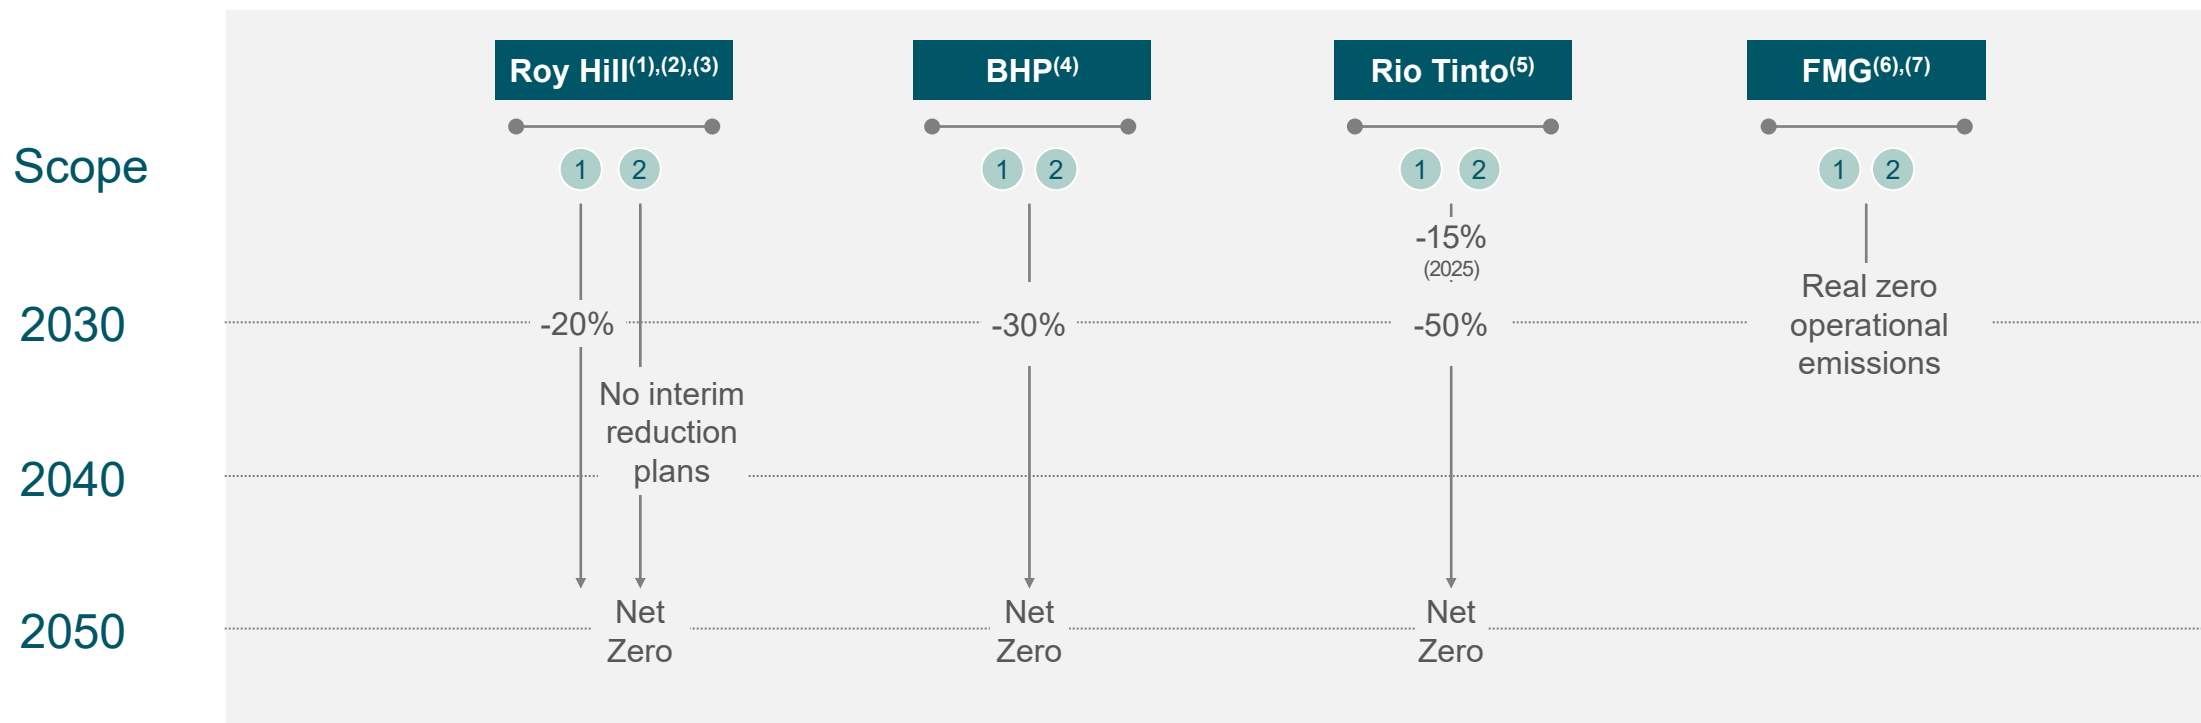 Roy Hill(1),(2),(3)
BHP(4)
Rio Tinto(5)
FMG(6),(7)
Scope
1 2
1 2
1 2
1 2
-15%
(2025)
2030
-20%
-30%
-50%
Real zero
operational
emissions
No interim
reduction
plans
2040
2050
Net
Zero
Net
Zero
Net
Zero